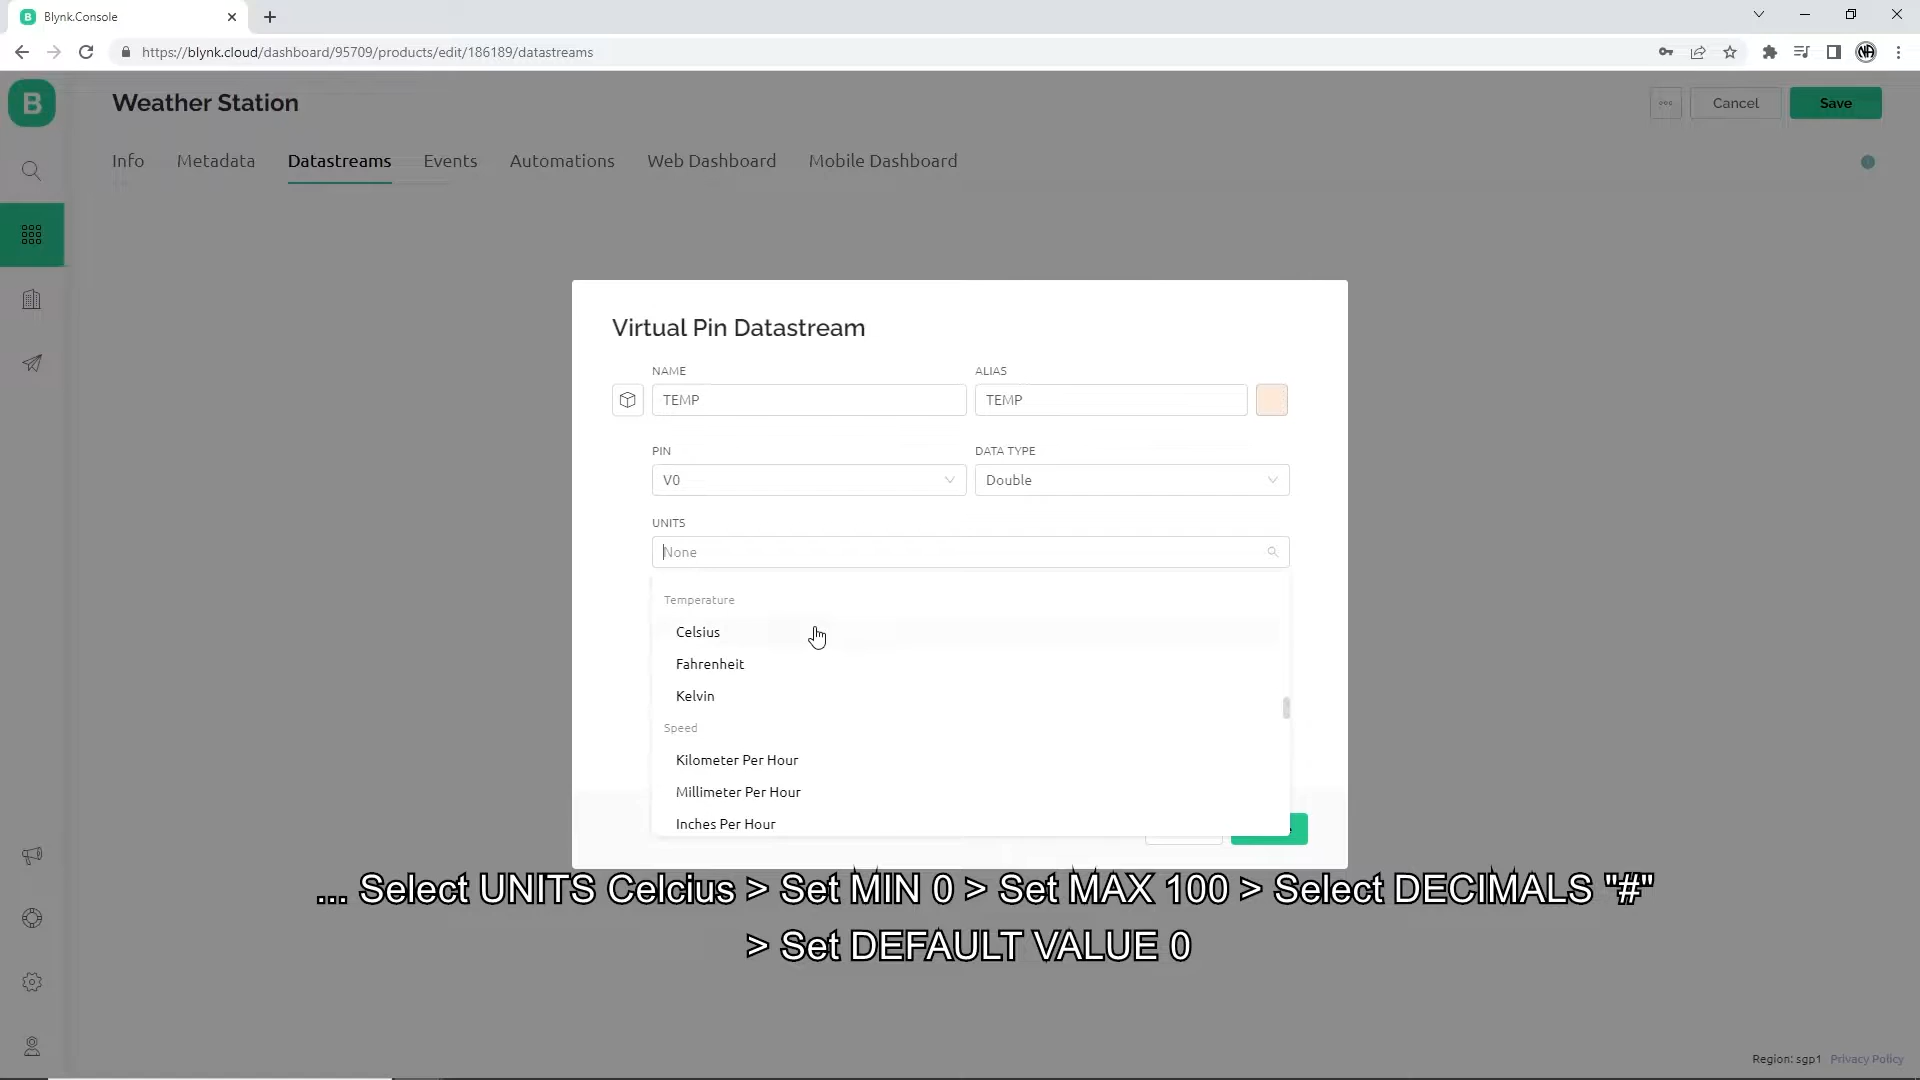 Blynk.Console
https://blynk.cloud/dashboard/95709/products/edit/186189/datastreams
B
Weather Station
Cancel
Save
Info
Metadata
Datastreams
Events
Automations
Web Dashboard
Mobile Dashboard
Virtual Pin Datastream
NAME
ALIAS
TEMP
TEMP
PIN
DATA TYPE
V0
Double
UNITS
None
Temperature
Celsius
Fahrenheit
Kelvin
Speed
Kilometer Per Hour
Millimeter Per Hour
Inches Per Hour
... Select UNITS Celcius > Set MIN 0 > Set MAX 100 > Select DECIMALS "#"
> Set DEFAULT VALUE 0
Region: sgp1 Privacy Policy